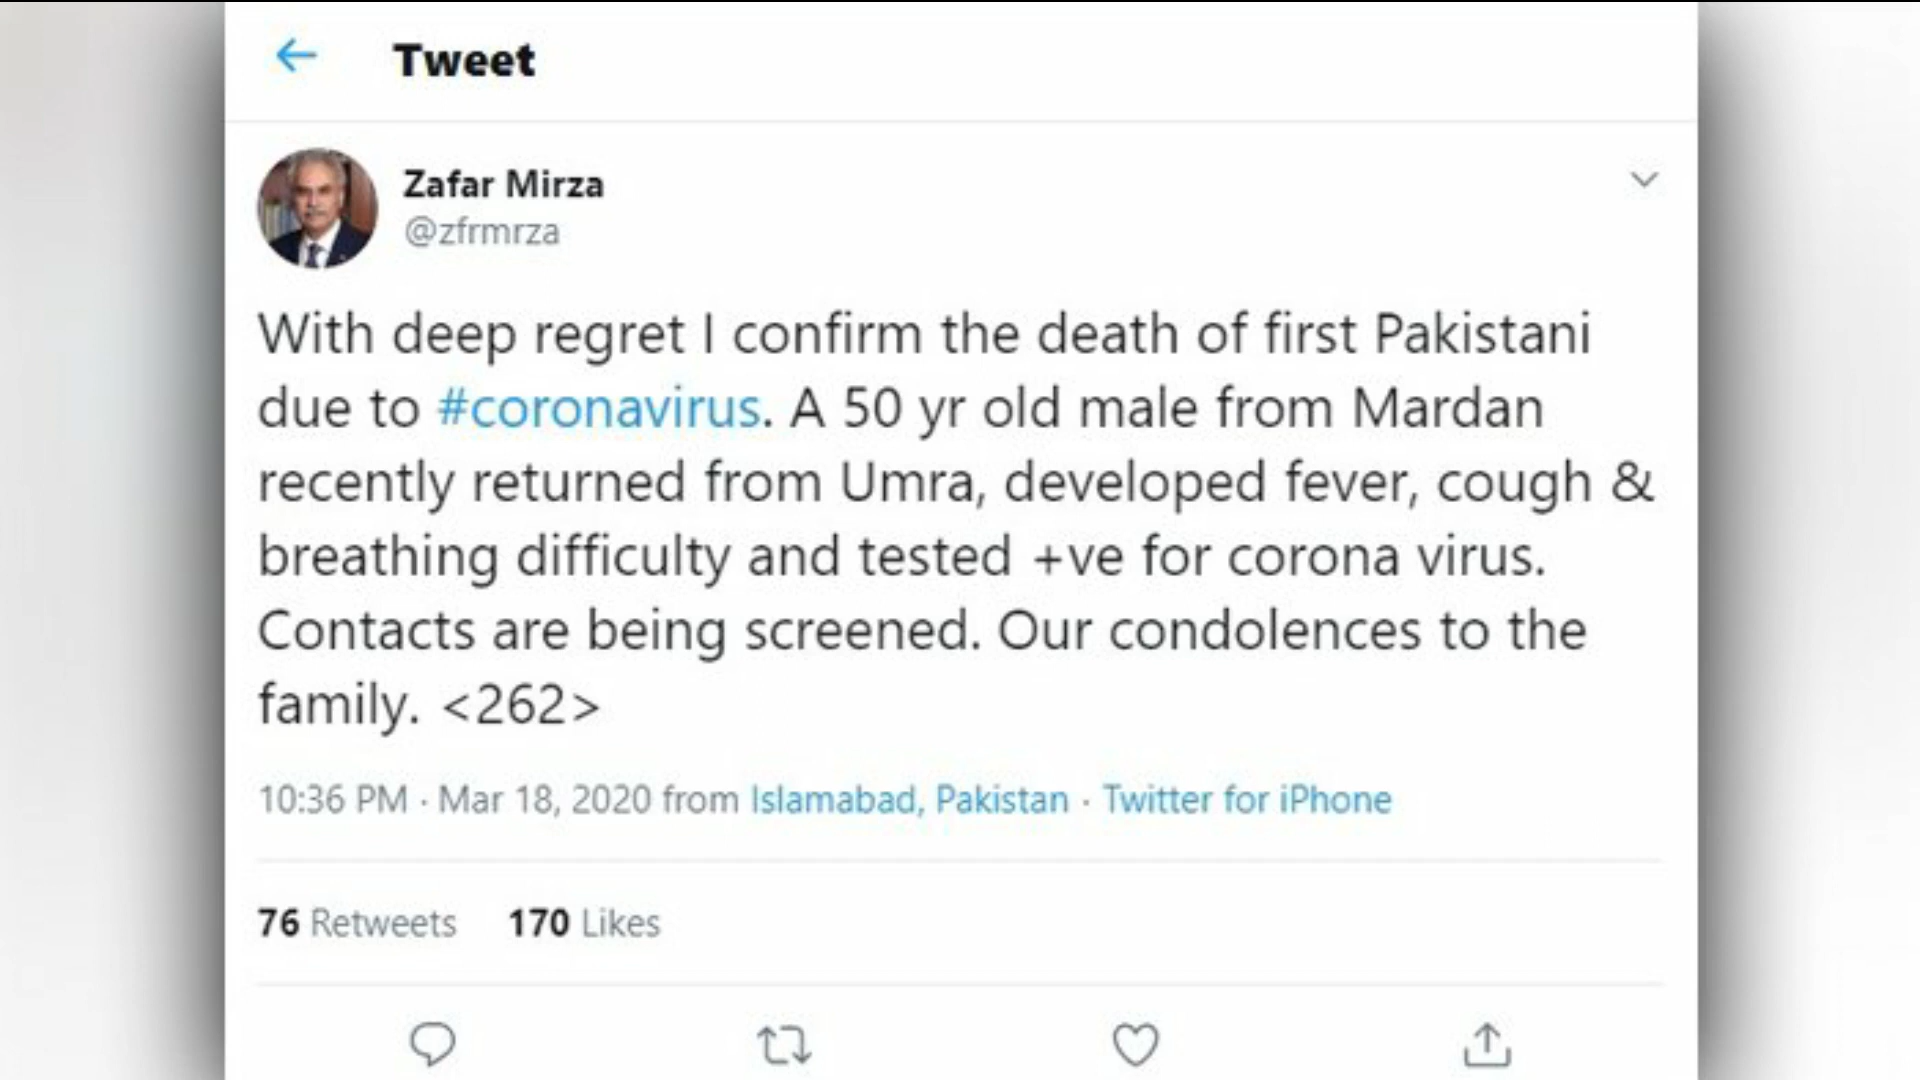 Tweet
Zafar Mirza
@zfrmrza
With deep regret I confirm the death of first Pakistani
due to #coronavirus. A 50 yr old male from Mardan
recently returned from Umra, developed fever, cough &
breathing difficulty and tested +ve for corona virus.
Contacts are being screened. Our condolences to the
family. <262>
10:36 PM · Mar 18, 2020 from Islamabad, Pakistan · Twitter for iPhone
76 Retweets 170 Likes